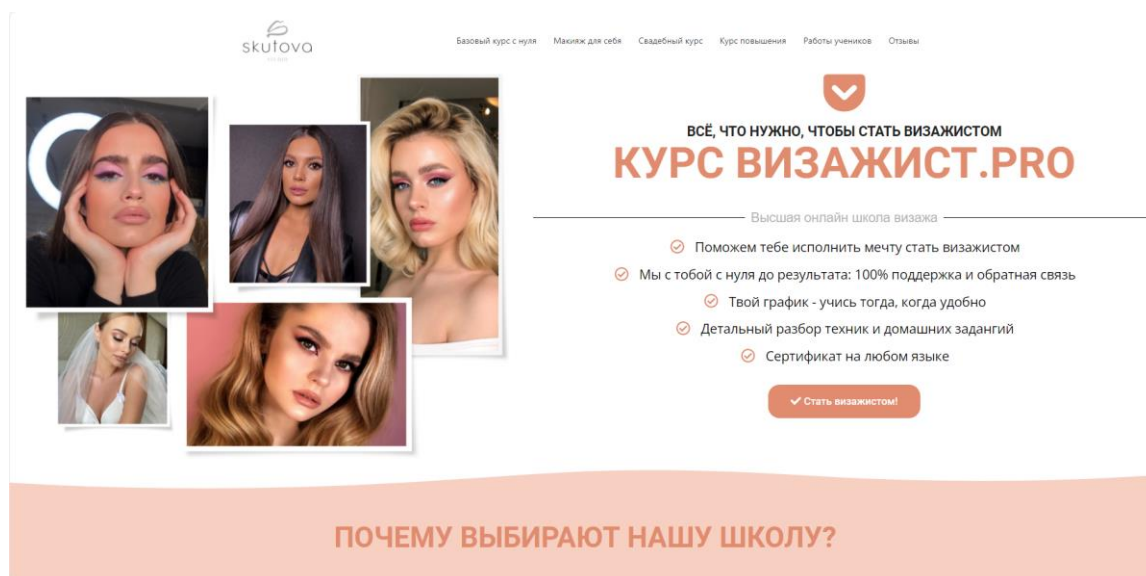 skutova
Базовый курс с нуля Макияж для себя Свадебный курс Курс повышения Работы учеников Отзывы
ВСЁ, ЧТО НУЖНО, ЧТОБЫ СТАТЬ ВИЗАЖИСТОМ
КУРС ВИЗАЖИСТ.PRO
Высшая онлайн школа визажа
Поможем тебе исполнить мечту стать визажистом
Мы с тобой с нуля до результата: 100% поддержка и обратная связь
Твой график - учись тогда, когда удобно
Детальный разбор техник и домашних задангий
Сертификат на любом языке
Стать визажистом!
ПОЧЕМУ ВЫБИРАЮТ НАШУ ШКОЛУ?